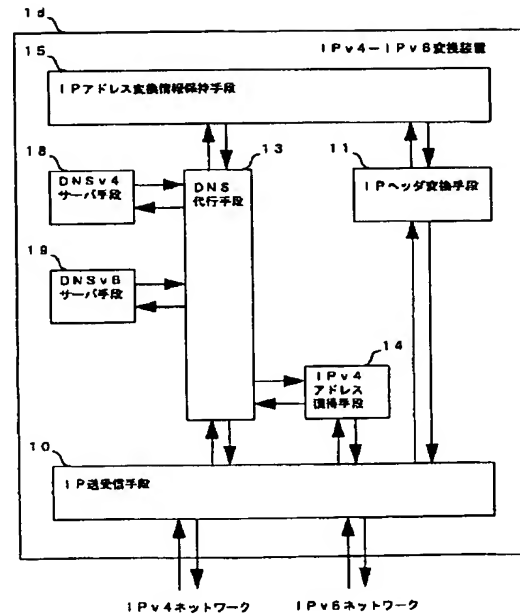 1d
IPv4－IPv6変換装置
15
IPアドレス変換情報保持手段
18
DNSv4
サーバ手段
13
DNS
代行手段
11
IPヘッダ変換手段
19
DNSv6
サーバ手段
14
IPv4
アドレス
獲得手段
10
IP送受信手段
IPv4ネットワーク
IPv6ネットワーク